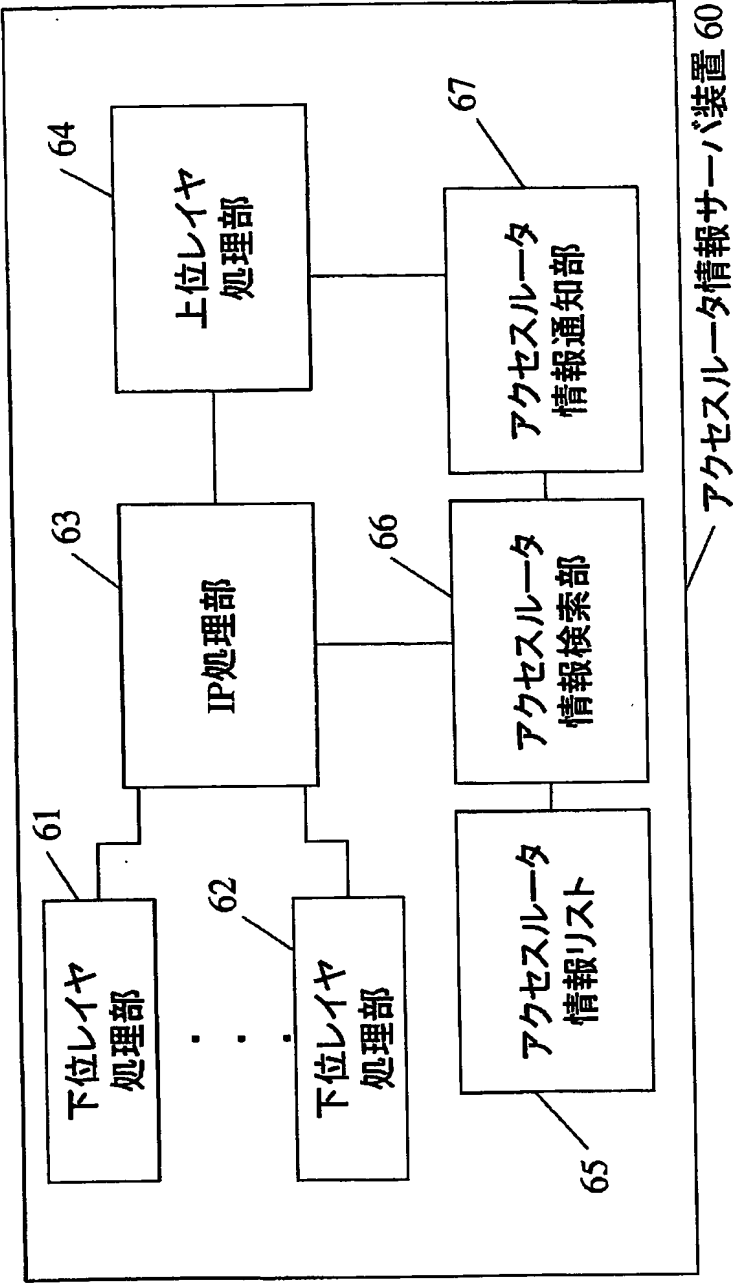 下位レイヤ
処理部
61
・・・
下位レイヤ
処理部
62
IP処理部
63
上位レイヤ
処理部
64
アクセスルータ
情報リスト
65
アクセスルータ
情報検索部
66
アクセスルータ
情報通知部
67
アクセスルータ情報サーバ装置 60